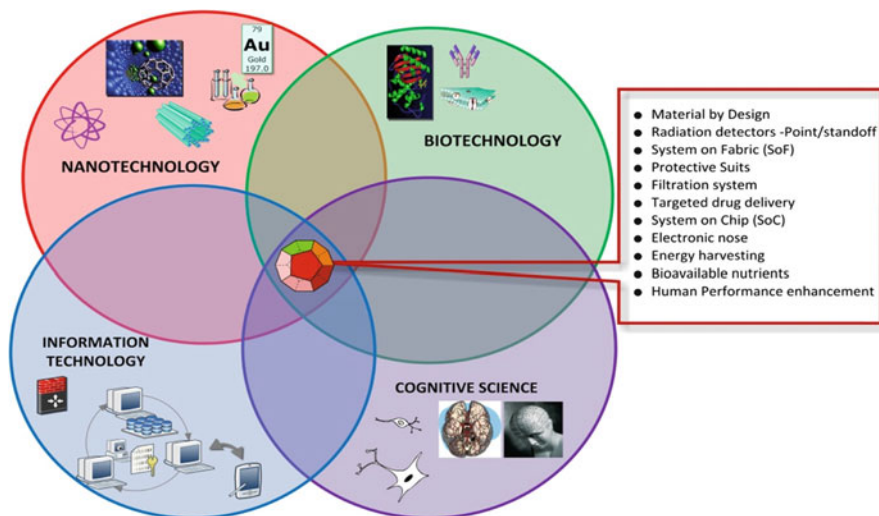 79
Au
Gold
197.0
NANOTECHNOLOGY
BIOTECHNOLOGY
Material by Design
Radiation detectors -Point/standoff
System on Fabric (SoF)
Protective Suits
Filtration system
Targeted drug delivery
System on Chip (SoC)
Electronic nose
Energy harvesting
Bioavailable nutrients
Human Performance enhancement
INFORMATION
TECHNOLOGY
COGNITIVE SCIENCE